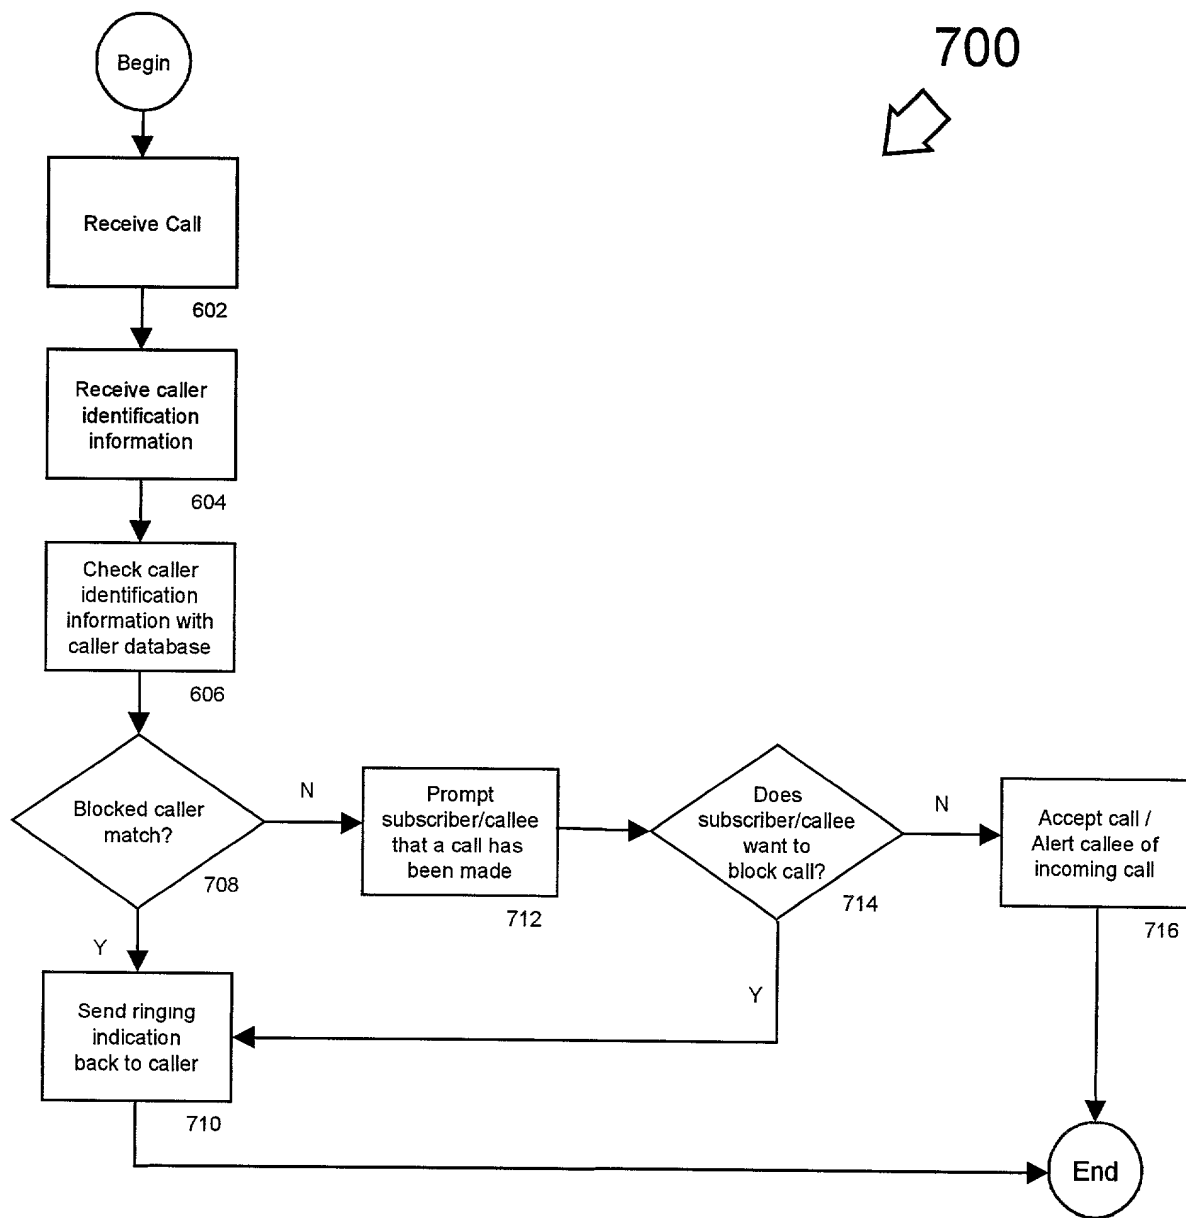 700
Begin
Receive Call
602
Receive caller
identification
information
604
Check caller
identification
information with
caller database
606
Blocked caller
match?
708
N
Y
Prompt
subscriber/callee
that a call has
been made
712
Does
subscriber/callee
want to
block call?
714
N
Y
Accept call /
Alert callee of
incoming call
716
Send ringing
indication
back to caller
710
End